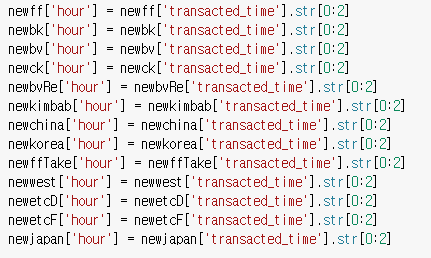 newff['hour'] = newff['transacted_time'].str[0:2]
newbk['hour'] = newbk['transacted_time'].str[0:2]
newbv['hour'] = newbv['transacted_time'].str[0:2]
newck['hour'] = newck['transacted_time'].str[0:2]
newbvRe['hour'] = newbvRe['transacted_time'].str[0:2]
newkimbab['hour'] = newkimbab['transacted_time'].str[0:2]
newchina['hour'] = newchina['transacted_time'].str[0:2]
newkorea['hour'] = newkorea['transacted_time'].str[0:2]
newffTake['hour'] = newffTake['transacted_time'].str[0:2]
newwest['hour'] = newwest['transacted_time'].str[0:2]
newetcD['hour'] = newetcD['transacted_time'].str[0:2]
newetcF['hour'] = newetcF['transacted_time'].str[0:2]
newjapan['hour'] = newjapan['transacted_time'].str[0:2]